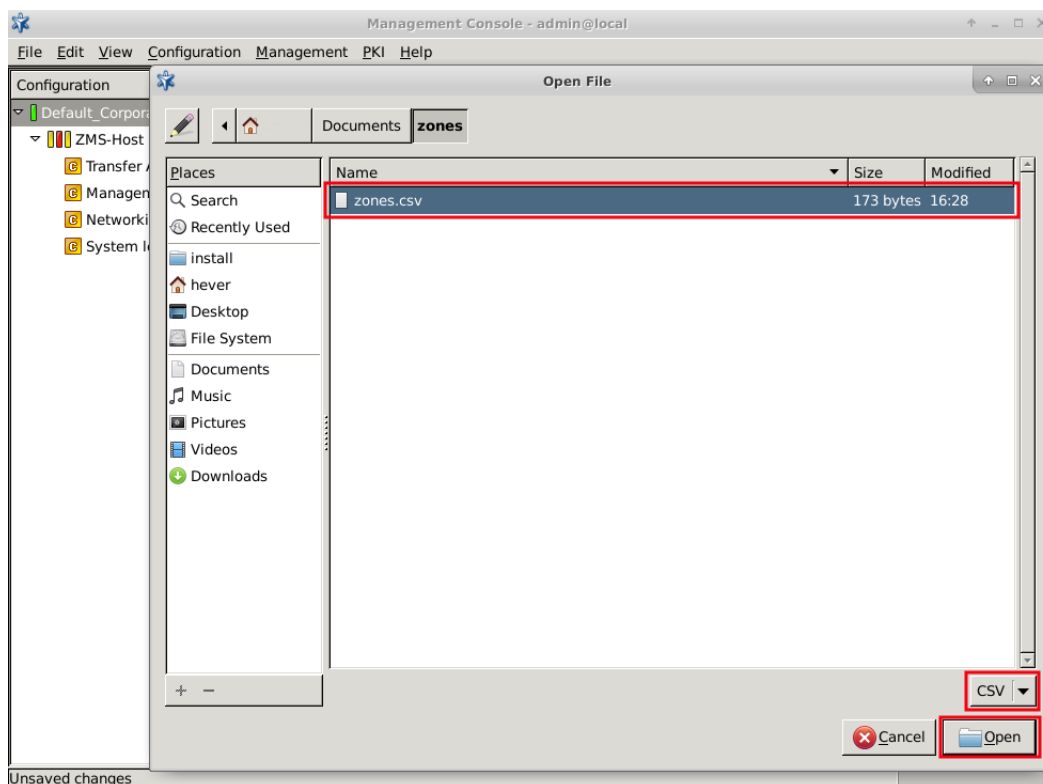 Management Console - admin@local
File Edit View Configuration Management PKI Help
Configuration
Open File
Default_Corpora
ZMS-Host
Transfer
Managen
Networki
System
Documents zones
Places
Search
Recently Used
install
hever
Desktop
File System
Documents
Music
Pictures
Videos
Downloads
Name Size Modified
zones.csv 173 bytes 16:28
CSV
Cancel Open
Unsaved changes